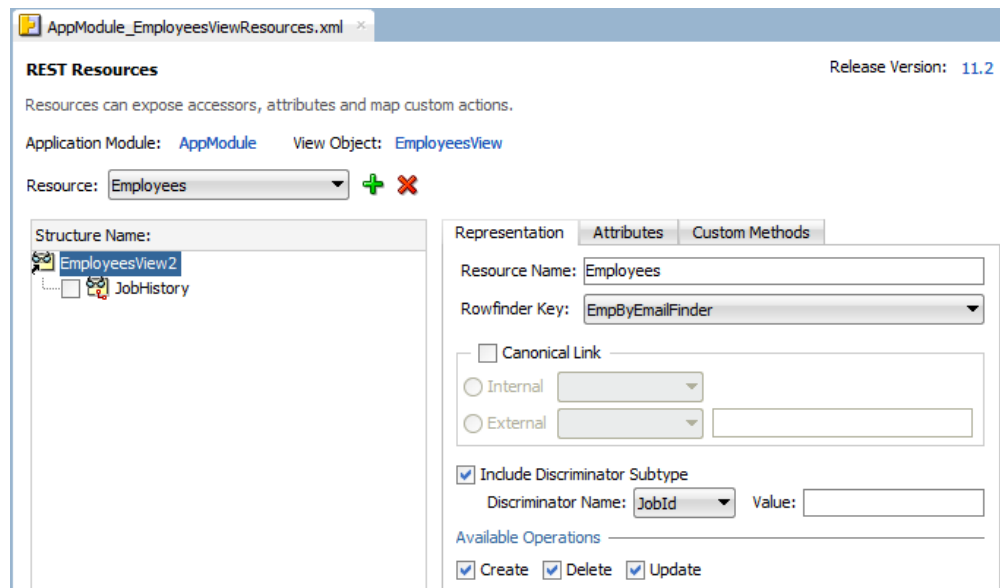 AppModule_EmployeesViewResources.xml
REST Resources
Release Version: 11.2
Resources can expose accessors, attributes and map custom actions.
Application Module: AppModule View Object: EmployeesView
Resource: Employees
Structure Name:
EmployeesView2
JobHistory
Representation Attributes Custom Methods
Resource Name: Employees
Rowfinder Key: EmpByEmailFinder
Canonical Link
Internal
External
Include Discriminator Subtype
Discriminator Name: JobId Value:
Available Operations
Create Delete Update